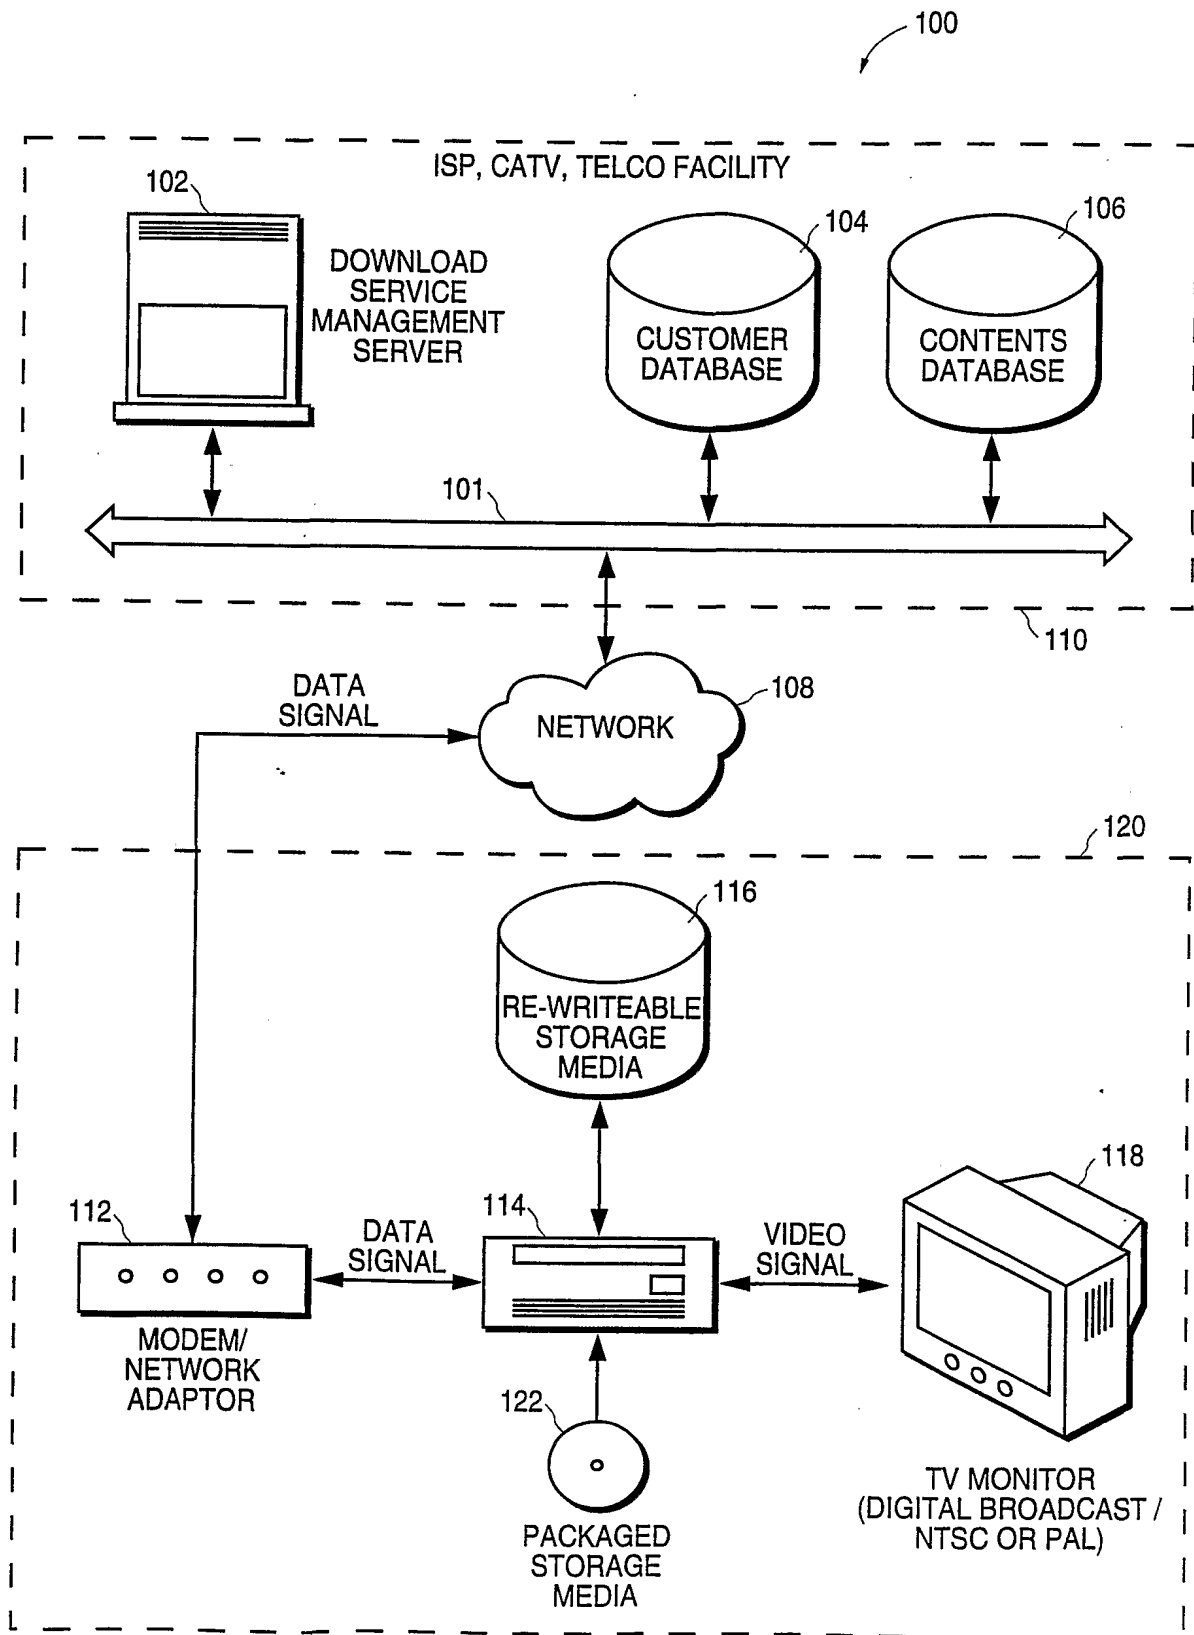 100
ISP, CATV, TELCO FACILITY
102
DOWNLOAD
SERVICE
MANAGEMENT
SERVER
104
CUSTOMER
DATABASE
106
CONTENTS
DATABASE
101
110
DATA
SIGNAL
NETWORK
108
120
116
RE-WRITEABLE
STORAGE
MEDIA
112
MODEM/
NETWORK
ADAPTOR
DATA
SIGNAL
114
VIDEO
SIGNAL
118
TV MONITOR
(DIGITAL BROADCAST /
NTSC OR PAL)
122
PACKAGED
STORAGE
MEDIA